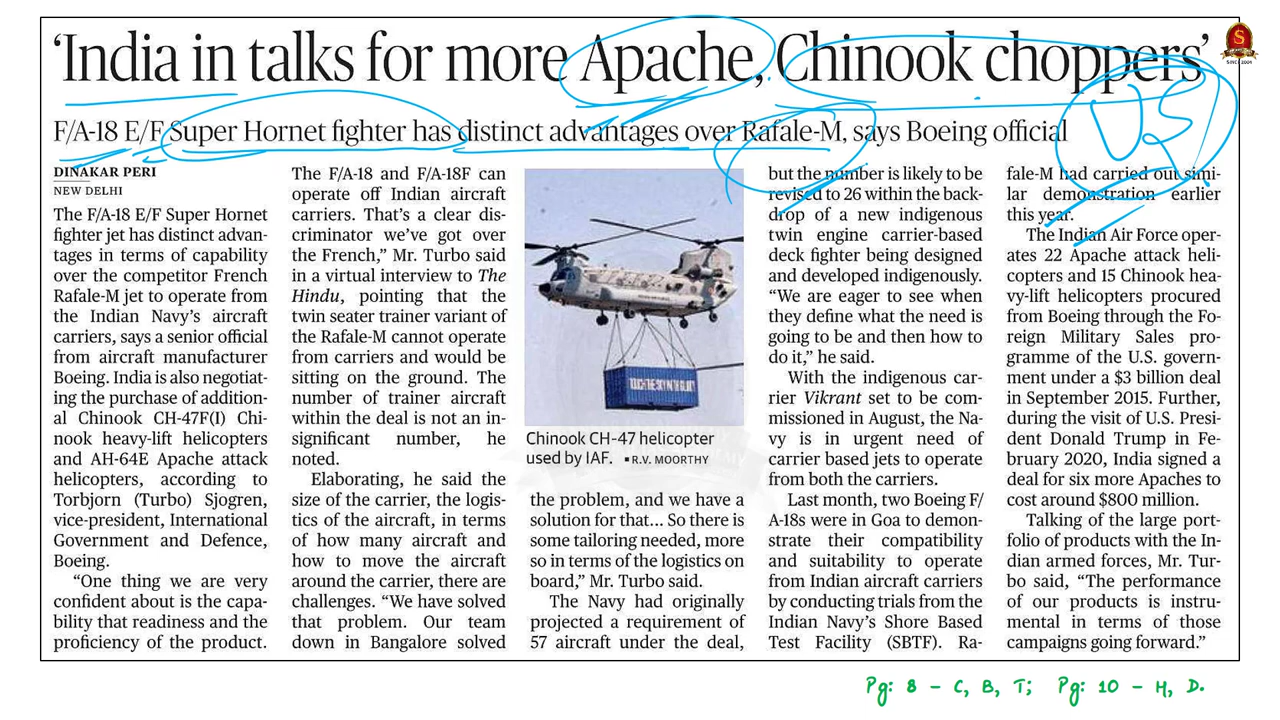 ‘India in talks for more Apache, Chinook choppers’
F/A-18 E/F Super Hornet fighter has distinct advantages over Rafale-M, says Boeing official
DINAKAR PERI
NEW DELHI
The F/A-18 E/F Super Hornet
fighter jet has distinct advan-
tages in terms of capability
over the competitor French
Rafale-M jet to operate from
the Indian Navy’s aircraft
carriers, says a senior official
from aircraft manufacturer
Boeing. India is also negotiat-
ing the purchase of addition-
al Chinook CH-47F(I) Chi-
nook heavy-lift helicopters
and AH-64E Apache attack
helicopters, according to
Torbjorn (Turbo) Sjogren,
vice-president, International
Government and Defence,
Boeing.
“One thing we are very
confident about is the capa-
bility that readiness and the
proficiency of the product.
The F/A-18 and F/A-18F can
operate off Indian aircraft
carriers. That’s a clear dis-
criminator we’ve got over
the French,” Mr. Turbo said
in a virtual interview to The
Hindu, pointing that the
twin seater trainer variant of
the Rafale-M cannot operate
from carriers and would be
sitting on the ground. The
number of trainer aircraft
within the deal is not an in-
significant number, he
noted.
Elaborating, he said the
size of the carrier, the logis-
tics of the aircraft, in terms
of how many aircraft and
how to move the aircraft
around the carrier, there are
challenges. “We have solved
that problem. Our team
down in Bangalore solved
TOUCH THE SKY WITH GLORY
Chinook CH-47 helicopter
used by IAF. ▪R.V. MOORTHY
the problem, and we have a
solution for that... So there is
some tailoring needed, more
so in terms of the logistics on
board,” Mr. Turbo said.
The Navy had originally
projected a requirement of
57 aircraft under the deal,
but the number is likely to be
revised to 26 within the back-
drop of a new indigenous
twin engine carrier-based
deck fighter being designed
and developed indigenously.
“We are eager to see when
they define what the need is
going to be and then how to
do it,” he said.
With the indigenous car-
rier Vikrant set to be com-
missioned in August, the Na-
vy is in urgent need of
carrier based jets to operate
from both the carriers.
Last month, two Boeing F/
A-18s were in Goa to demon-
strate their compatibility
and suitability to operate
from Indian aircraft carriers
by conducting trials from the
Indian Navy’s Shore Based
Test Facility (SBTF). Ra-
fale-M had carried out simi-
lar demonstration earlier
this year.
The Indian Air Force oper-
ates 22 Apache attack heli-
copters and 15 Chinook hea-
vy-lift helicopters procured
from Boeing through the Fo-
reign Military Sales pro-
gramme of the U.S. govern-
ment under a $3 billion deal
in September 2015. Further,
during the visit of U.S. Presi-
dent Donald Trump in Fe-
bruary 2020, India signed a
deal for six more Apaches to
cost around $800 million.
Talking of the large port-
folio of products with the In-
dian armed forces, Mr. Tur-
bo said, “The performance
of our products is instru-
mental in terms of those
campaigns going forward.”
US
S
SINCE 2004
Pg: 8 - C, B, T; Pg: 10 - H, D.